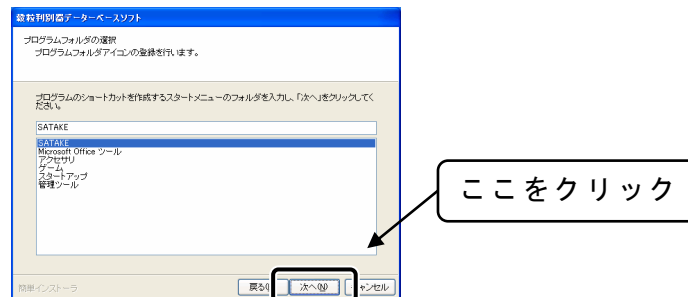 穀粒判別器データーベースソフト
プログラムフォルダの選択
プログラムフォルダアイコンの登録を行います。
プログラムのショートカットを作成するスタートメニューのフォルダを入力し、「次へ」をクリックしてく
ださい。
SATAKE
SATAKE
Microsoft Office ツール
アクセサリ
ゲーム
スタートアップ
管理ツール
ここをクリック
簡単インストーラ
戻る 次へ(N) ャンセル